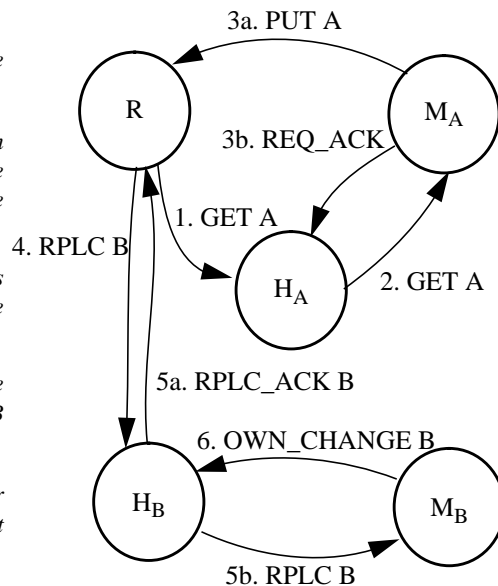 3a. PUT A
R
M_A
3b. REQ_ACK
1. GET A
4. RPLC B
H_A
2. GET A
5a. RPLC_ACK B
6. OWN_CHANGE B
H_B
M_B
5b. RPLC B